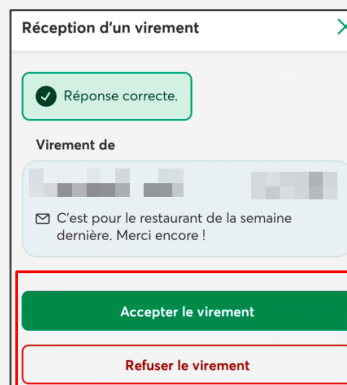 Réception d'un virement
Réponse correcte.
Virement de
C'est pour le restaurant de la semaine
dernière. Merci encore !
Accepter le virement
Refuser le virement